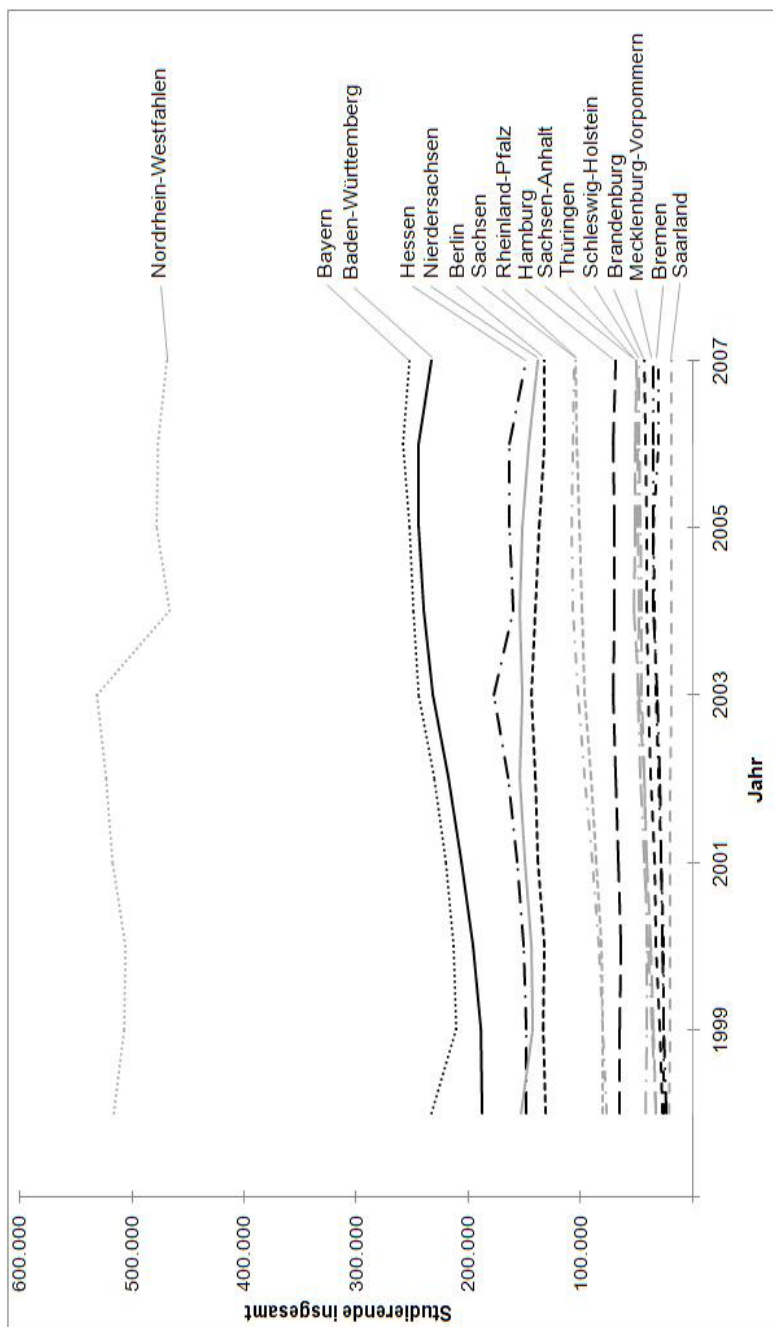 600.000
500.000
400.000
300.000
200.000
100.000
Studierende insgesamt
1999
2001
2003
2005
2007
Jahr
Nordrhein-Westfahlen
Bayern
Baden-Württemberg
Hessen
Nierdersachsen
Berlin
Sachsen
Rheinland-Pfalz
Hamburg
Sachsen-Anhalt
Thüringen
Schleswig-Holstein
Brandenburg
Mecklenburg-Vorpommern
Bremen
Saarland